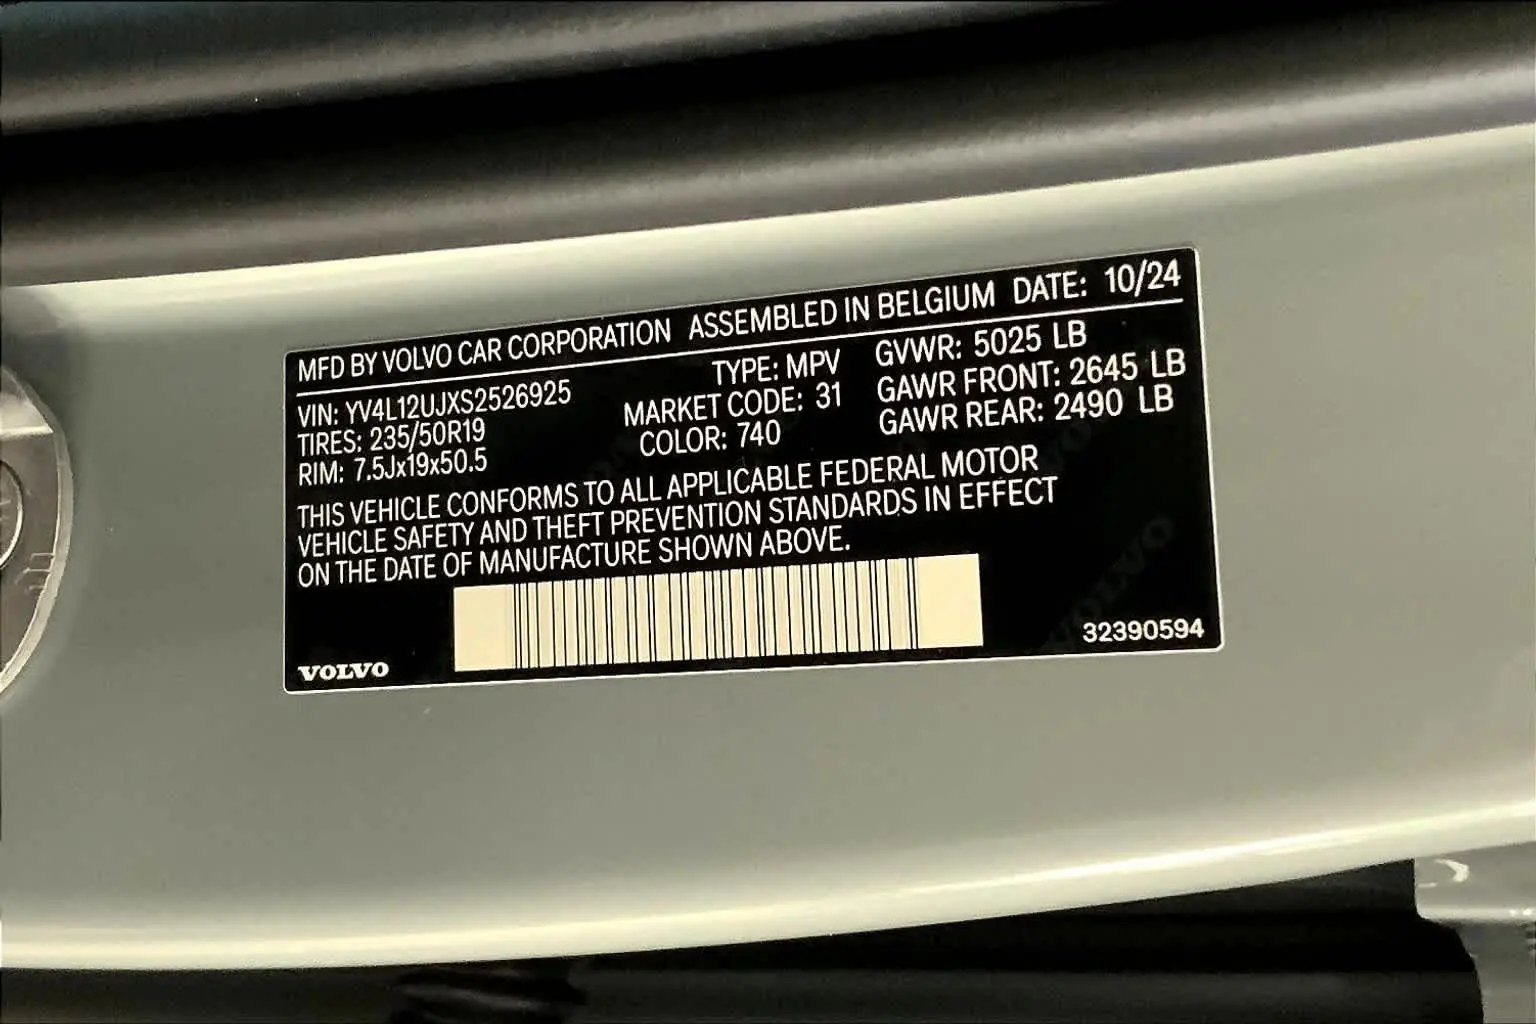 MFD BY VOLVO CAR CORPORATION ASSEMBLED IN BELGIUM DATE: 10/24
VIN: YV4L12UJXS2526925 TYPE: MPV GVWR: 5025 LB
TIRES: 235/50R19 MARKET CODE: 31 GAWR FRONT: 2645 LB
RIM: 7.5Jx19x50.5 COLOR: 740 GAWR REAR: 2490 LB
THIS VEHICLE CONFORMS TO ALL APPLICABLE FEDERAL MOTOR
VEHICLE SAFETY AND THEFT PREVENTION STANDARDS IN EFFECT
ON THE DATE OF MANUFACTURE SHOWN ABOVE.
VOLVO 32390594
VOLVO